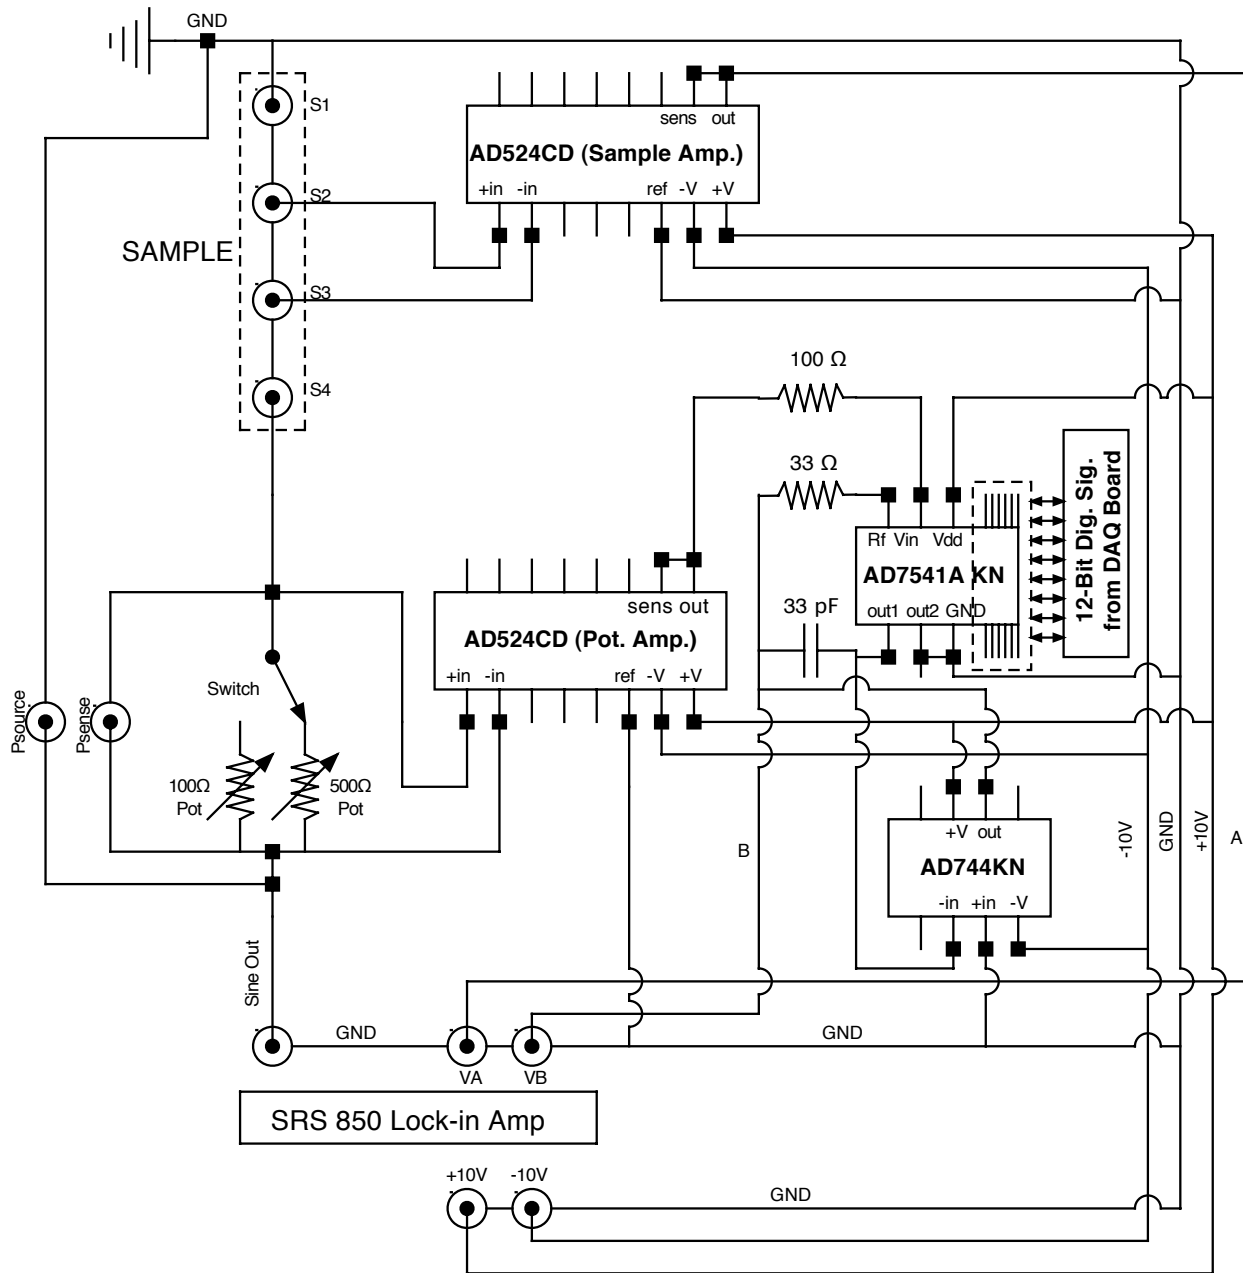 GND
S1
sens out
AD524CD (Sample Amp.)
+in -in ref -V +V
S2
SAMPLE
S3
100 Ω
S4
33 Ω
12-Bit Dig. Sig.
from DAQ Board
Rf Vin Vdd
AD7541A KN
out1 out2 GND
sens out
33 pF
AD524CD (Pot. Amp.)
+in -in ref -V +V
Switch
Psource
Psense
100Ω
Pot
500Ω
Pot
+V out
AD744KN
-in +in -V
B
-10V
GND
+10V
A
Sine Out
GND
GND
VA
VB
SRS 850 Lock-in Amp
+10V
-10V
GND